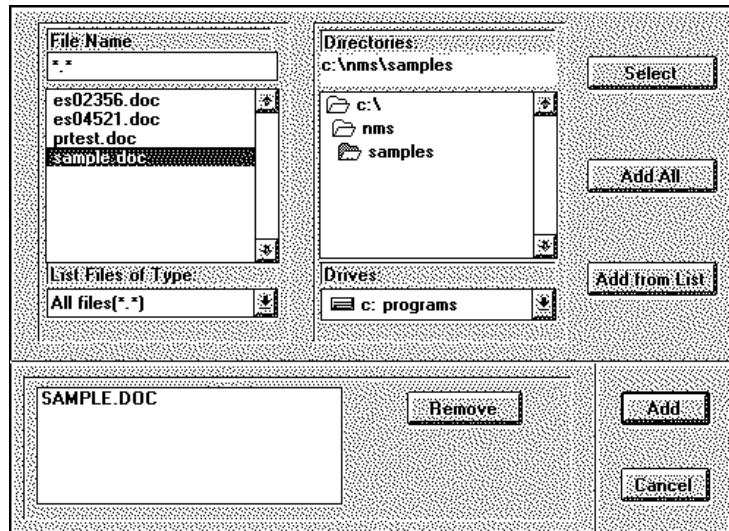 File Name
*.*
es02356.doc
es04521.doc
prtest.doc
sample.doc
List Files of Type:
All files(*.*)
Directories:
c:\nms\samples
c:\
nms
samples
Drives:
c: programs
Select
Add All
Add from List
SAMPLE.DOC
Remove
Add
Cancel